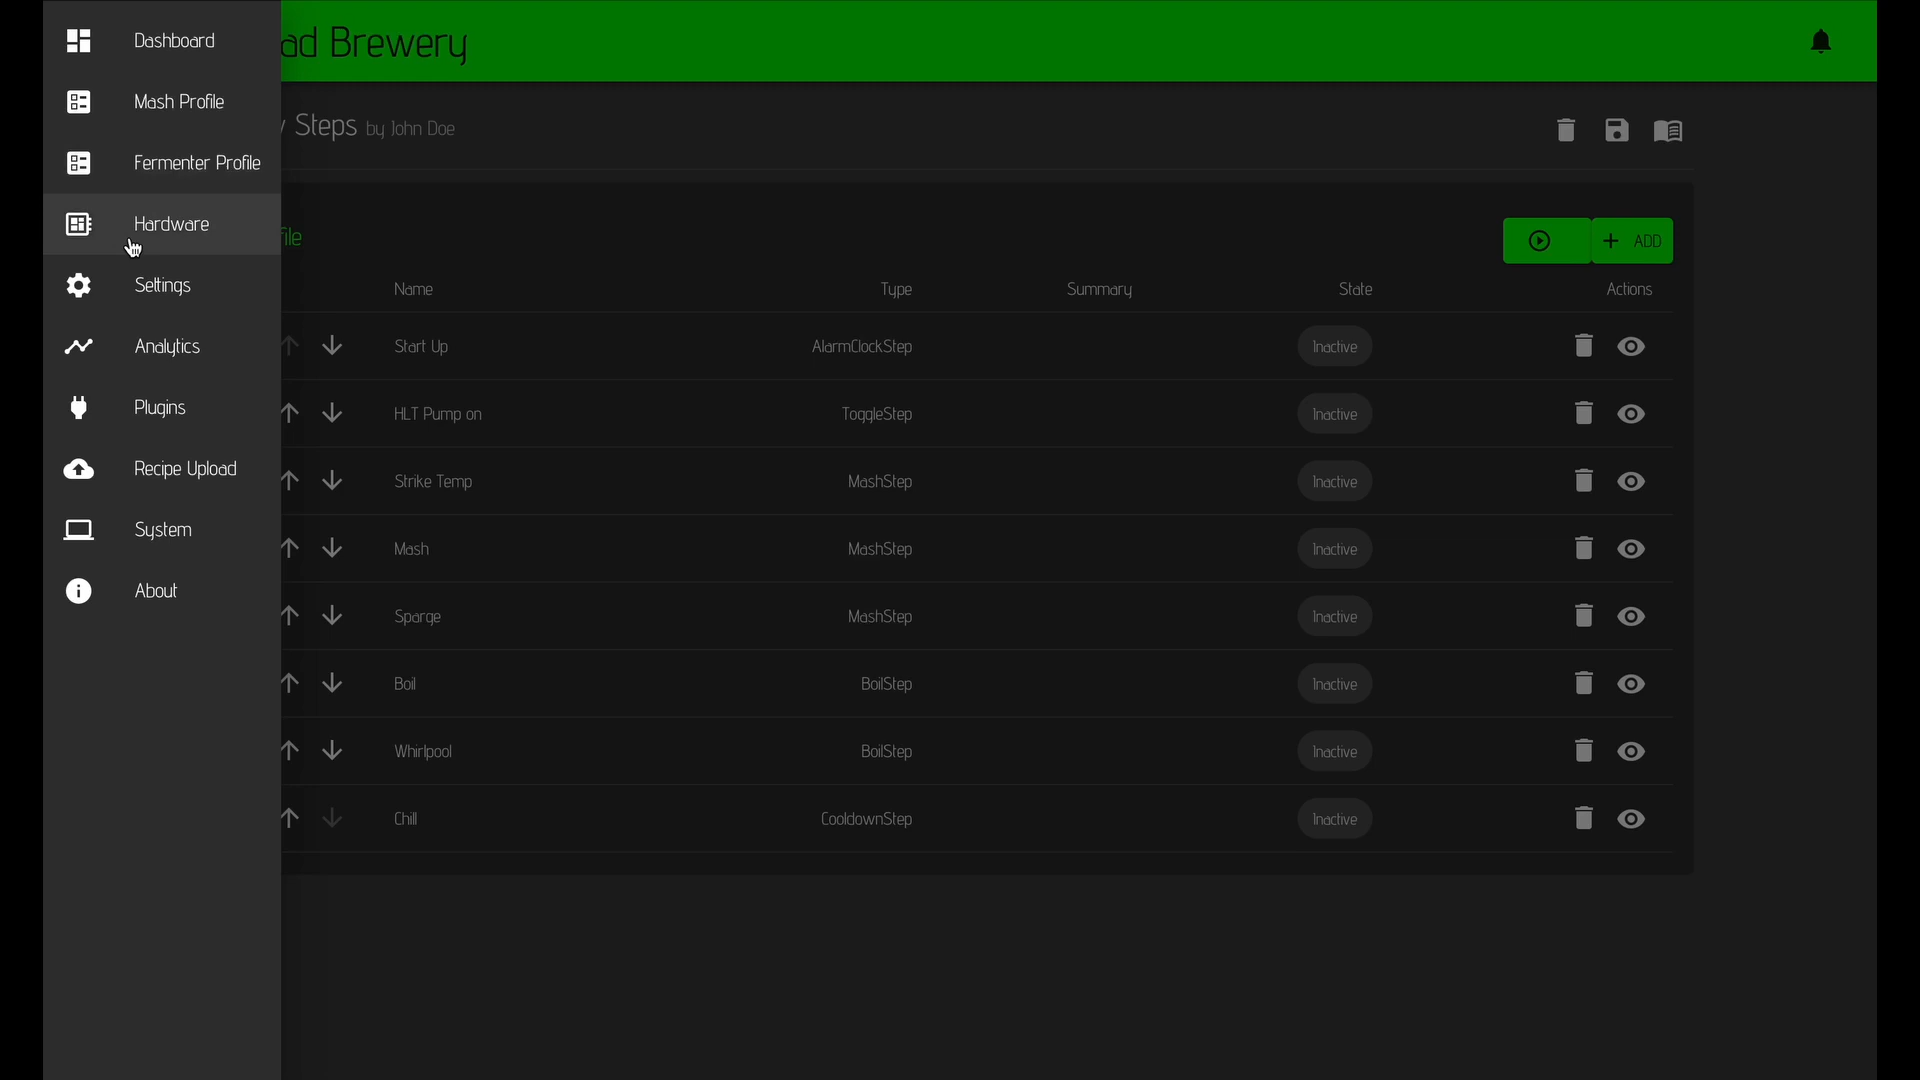 Dashboard
Mash Profile
Fermenter Profile
Hardware
Settings
Analytics
Plugins
Recipe Upload
System
About
ad Brewery
y Steps by John Doe
file
ADD
Name Type Summary State Actions
Start Up AlarmClockStep Inactive
HLT Pump on ToggleStep Inactive
Strike Temp MashStep Inactive
Mash MashStep Inactive
Sparge MashStep Inactive
Boil BoilStep Inactive
Whirlpool BoilStep Inactive
Chill CooldownStep Inactive